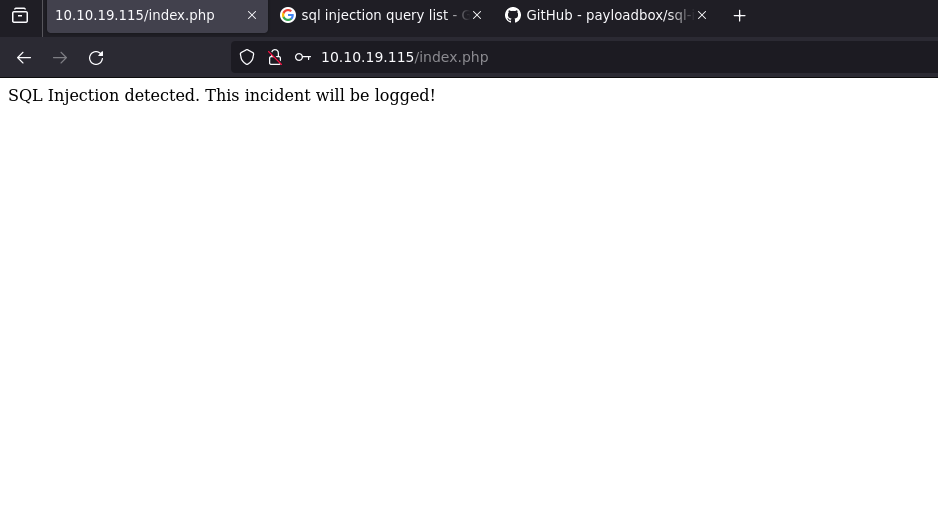 10.10.19.115/index.php
sql injection query list -
GitHub - payloadbox/sql-
10.10.19.115/index.php
SQL Injection detected. This incident will be logged!